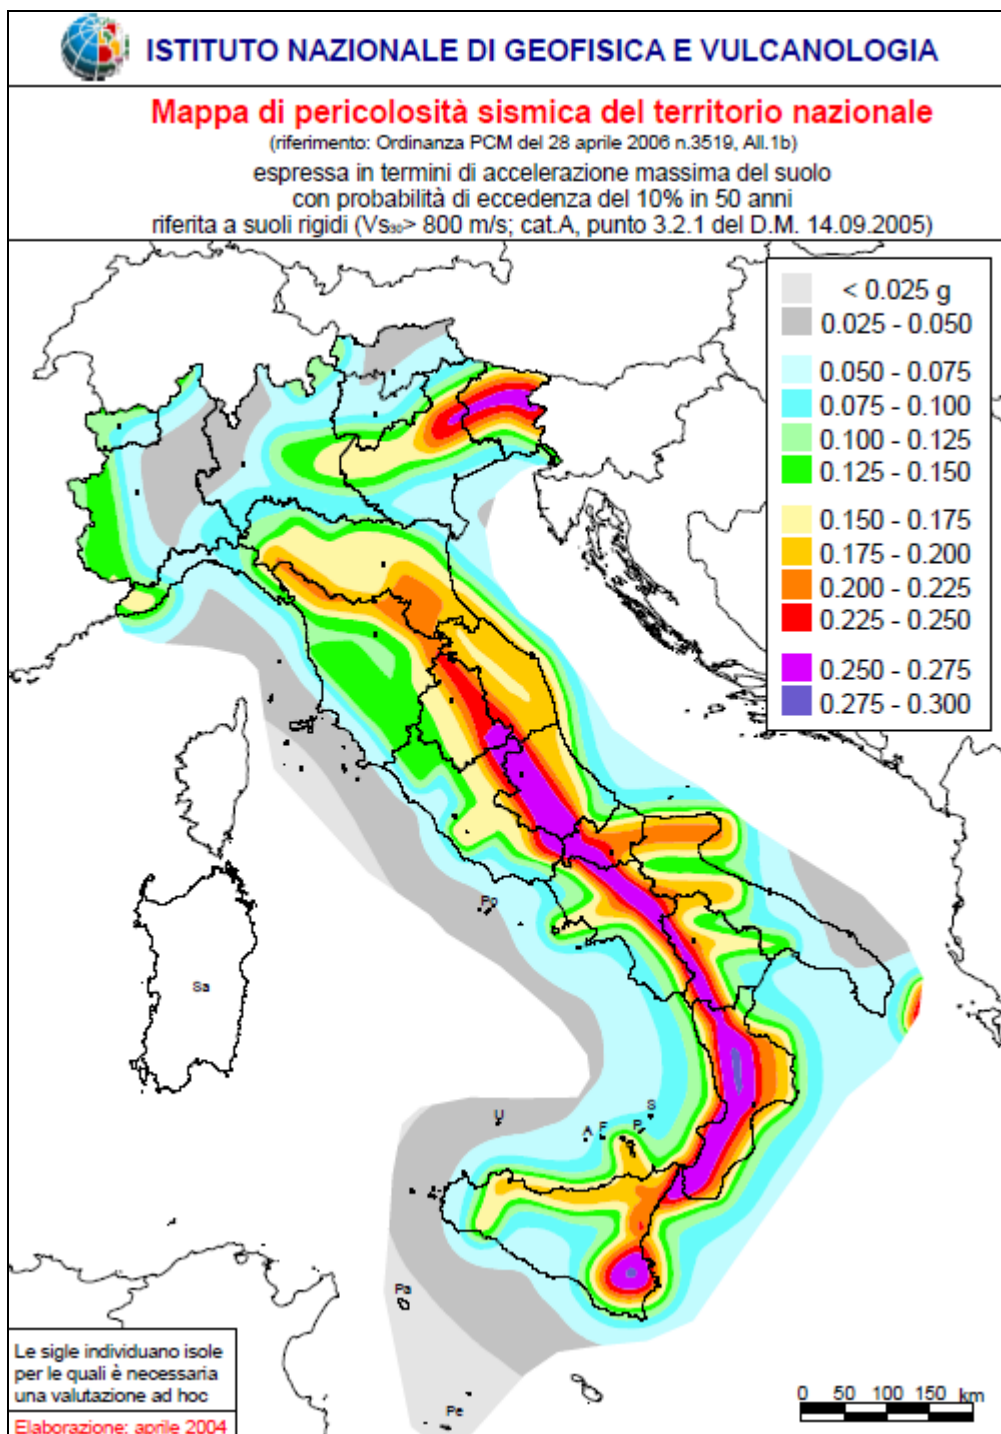 ISTITUTO NAZIONALE DI GEOFISICA E VULCANOLOGIA
Mappa di pericolosità sismica del territorio nazionale
(riferimento: Ordinanza PCM del 28 aprile 2006 n.3519, All.1b)
espressa in termini di accelerazione massima del suolo
con probabilità di eccedenza del 10% in 50 anni
riferita a suoli rigidi (Vs₃₀> 800 m/s; cat.A, punto 3.2.1 del D.M. 14.09.2005)
< 0.025 g
0.025 - 0.050
0.050 - 0.075
0.075 - 0.100
0.100 - 0.125
0.125 - 0.150
0.150 - 0.175
0.175 - 0.200
0.200 - 0.225
0.225 - 0.250
0.250 - 0.275
0.275 - 0.300
Po
Sa
U
A F P S
Pa
Pe
Le sigle individuano isole
per le quali è necessaria
una valutazione ad hoc
Elaborazione: aprile 2004
0 50 100 150 km